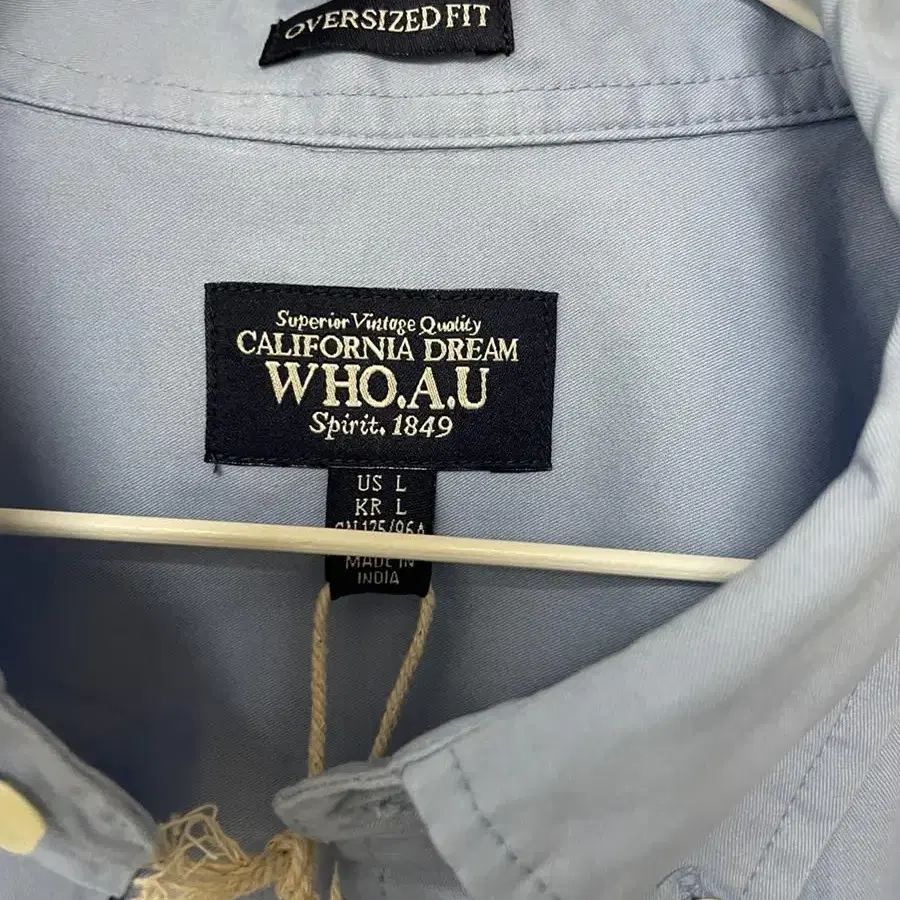 OVERSIZED FIT
Superior Vintage Quality
CALIFORNIA DREAM
WHO.A.U
Spirit. 1849
US L
KR L
MADE IN
INDIA